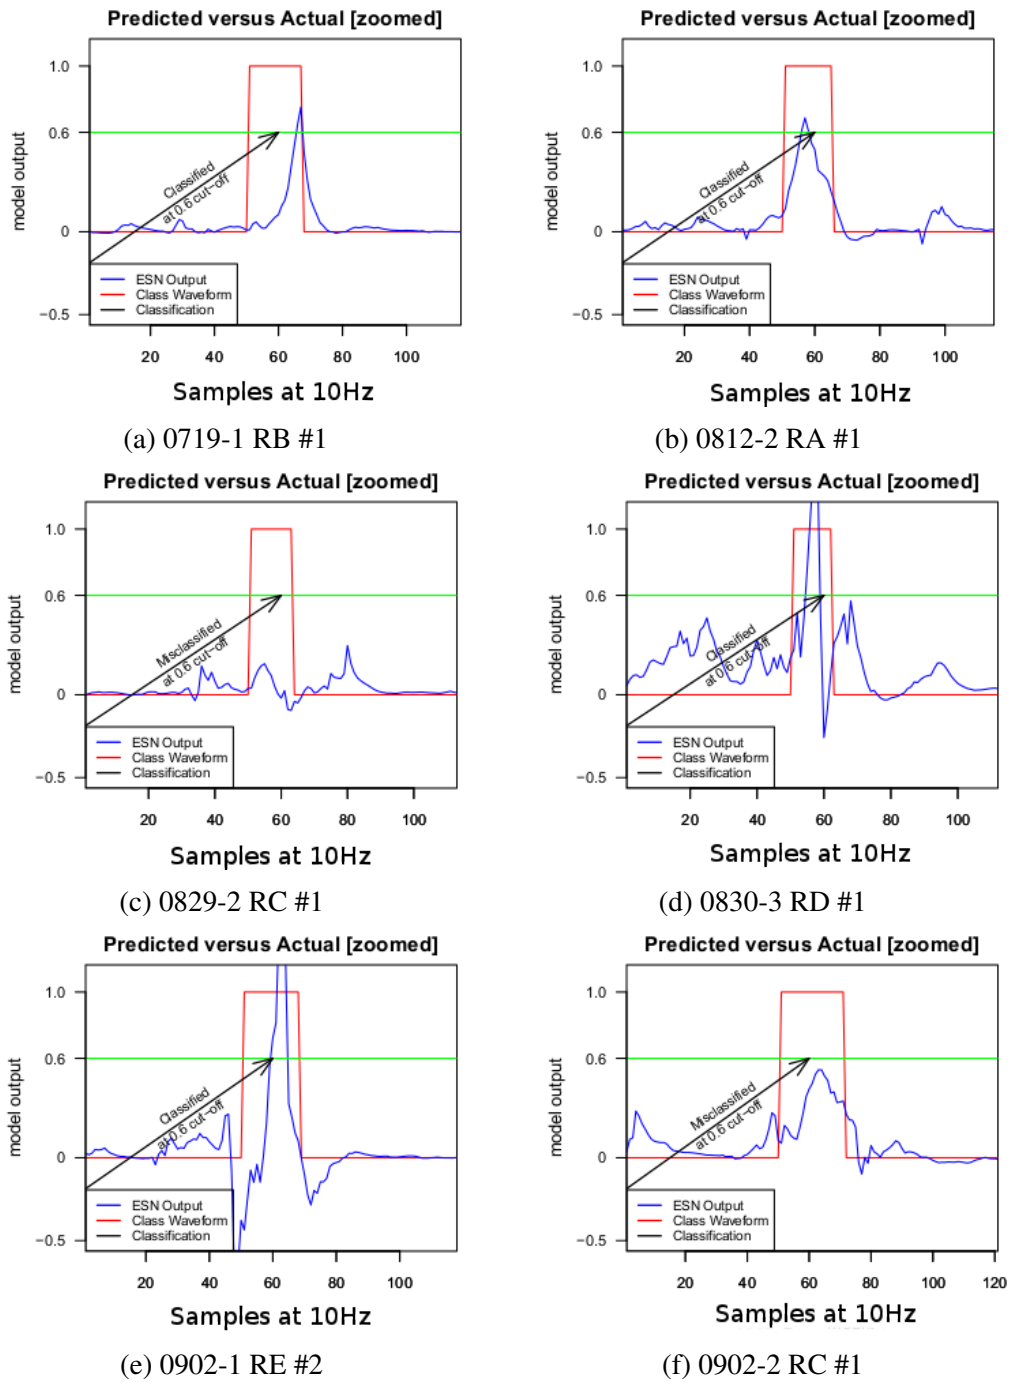 Predicted versus Actual [zoomed]
model output
1.0
0.6
0
−0.5
Classified
at 0.6 cut−off
ESN Output
Class Waveform
Classification
20 40 60 80 100
Samples at 10Hz
(a) 0719-1 RB #1
Predicted versus Actual [zoomed]
model output
1.0
0.6
0
−0.5
Classified
at 0.6 cut−off
ESN Output
Class Waveform
Classification
20 40 60 80 100
Samples at 10Hz
(b) 0812-2 RA #1
Predicted versus Actual [zoomed]
model output
1.0
0.6
0
−0.5
Misclassified
at 0.6 cut−off
ESN Output
Class Waveform
Classification
20 40 60 80 100
Samples at 10Hz
(c) 0829-2 RC #1
Predicted versus Actual [zoomed]
model output
1.0
0.6
0
−0.5
Classified
at 0.6 cut−off
ESN Output
Class Waveform
Classification
20 40 60 80 100
Samples at 10Hz
(d) 0830-3 RD #1
Predicted versus Actual [zoomed]
model output
1.0
0.6
0
−0.5
Classified
at 0.6 cut−off
ESN Output
Class Waveform
Classification
20 40 60 80 100
Samples at 10Hz
(e) 0902-1 RE #2
Predicted versus Actual [zoomed]
model output
1.0
0.6
0
−0.5
Misclassified
at 0.6 cut−off
ESN Output
Class Waveform
Classification
20 40 60 80 100 120
Samples at 10Hz
(f) 0902-2 RC #1